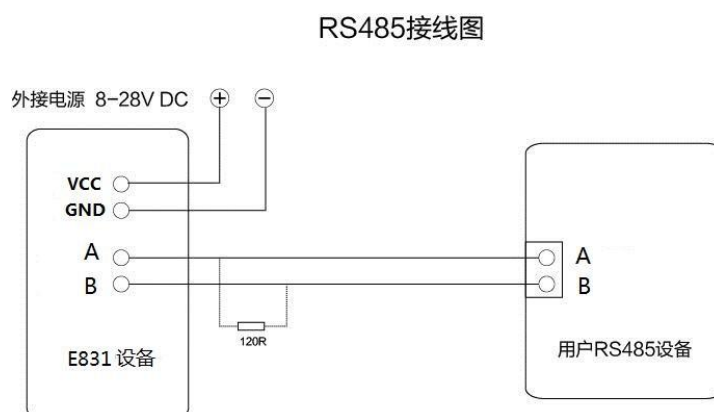 RS485接线图
外接电源 8-28V DC + −
VCC
GND
A
B
A
B
120R
E831 设备
用户RS485设备